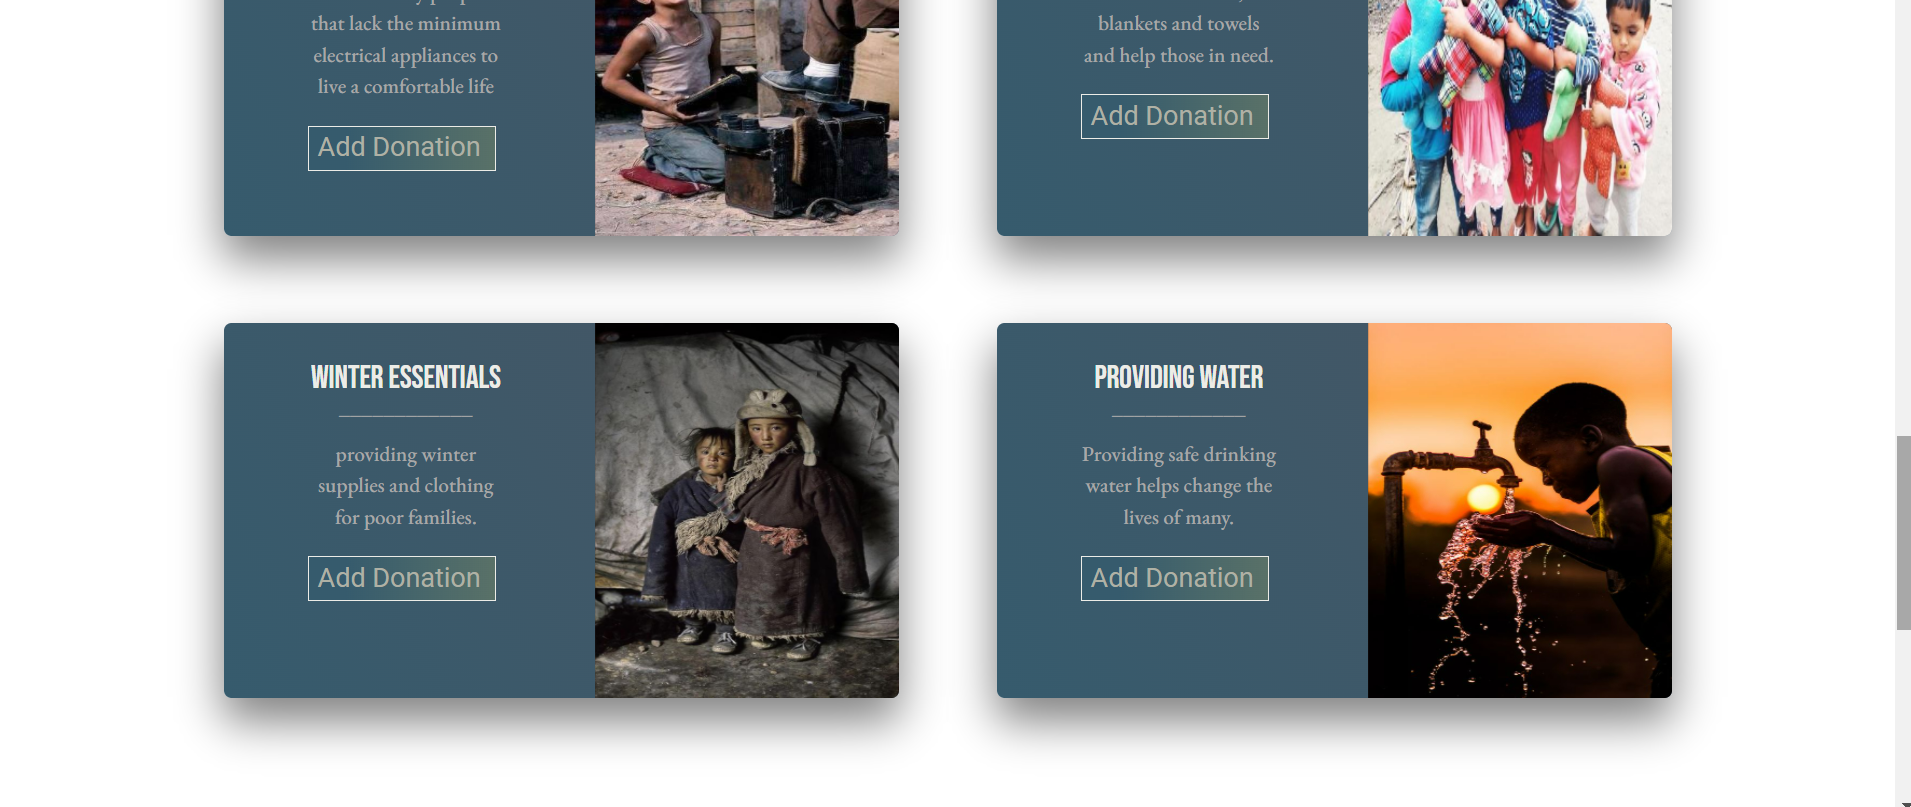 that lack the minimum
electrical appliances to
live a comfortable life
Add Donation
blankets and towels
and help those in need.
Add Donation
WINTER ESSENTIALS
providing winter
supplies and clothing
for poor families.
Add Donation
PROVIDING WATER
Providing safe drinking
water helps change the
lives of many.
Add Donation